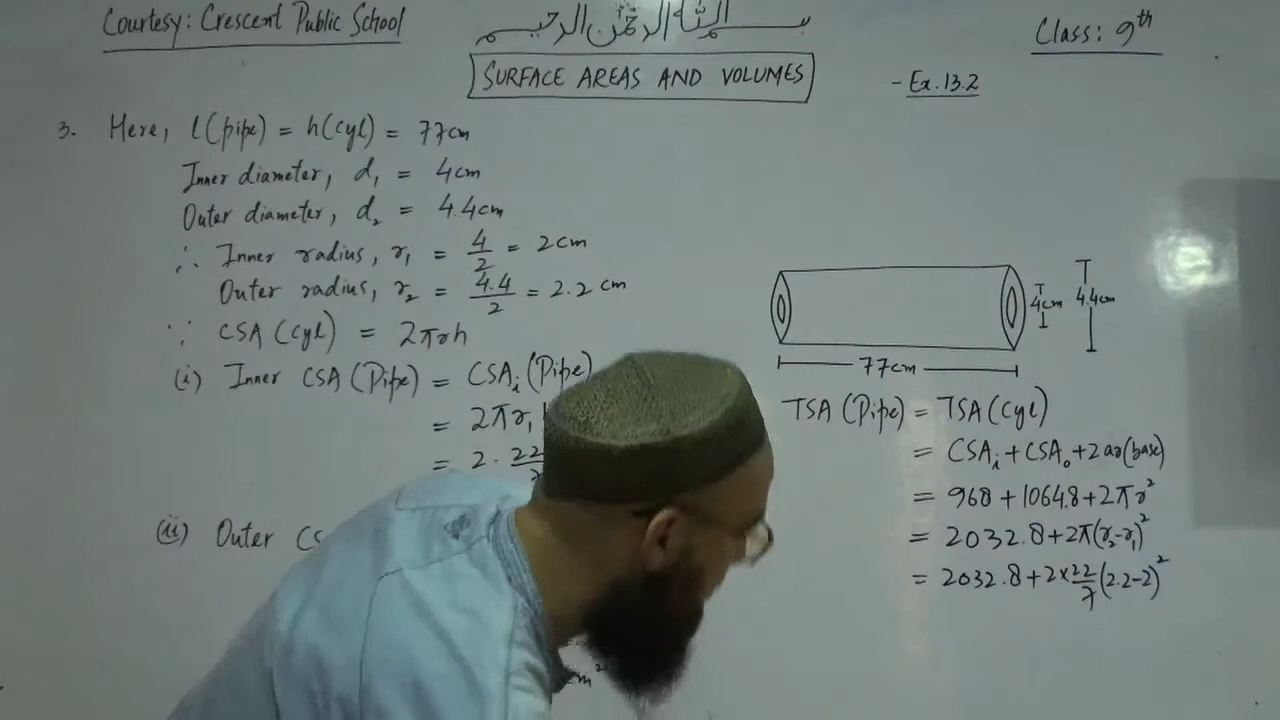 Courtesy: Crescent Public School
بسم الله الرحمن الرحيم
Class: 9th
SURFACE AREAS AND VOLUMES
- Ex. 13.2
3. Here, l(pipe) = h(cyl) = 77cm
Inner diameter, d₁ = 4cm
Outer diameter, d₂ = 4.4cm
∴ Inner radius, r₁ = 4/2 = 2cm
Outer radius, r₂ = 4.4/2 = 2.2 cm
∵ CSA (cyl) = 2πrh
(i) Inner CSA (Pipe) = CSAᵢ (Pipe)
= 2πr₁
= 2 · 22/7
(ii) Outer
cm²
4cm 4.4cm
77cm
TSA (Pipe) = TSA (Cyl)
= CSAᵢ + CSAₒ + 2 ar(base)
= 968 + 1064.8 + 2πr²
= 2032.8 + 2π(r₂-r₁)²
= 2032.8 + 2×22/7 (2.2-2)²